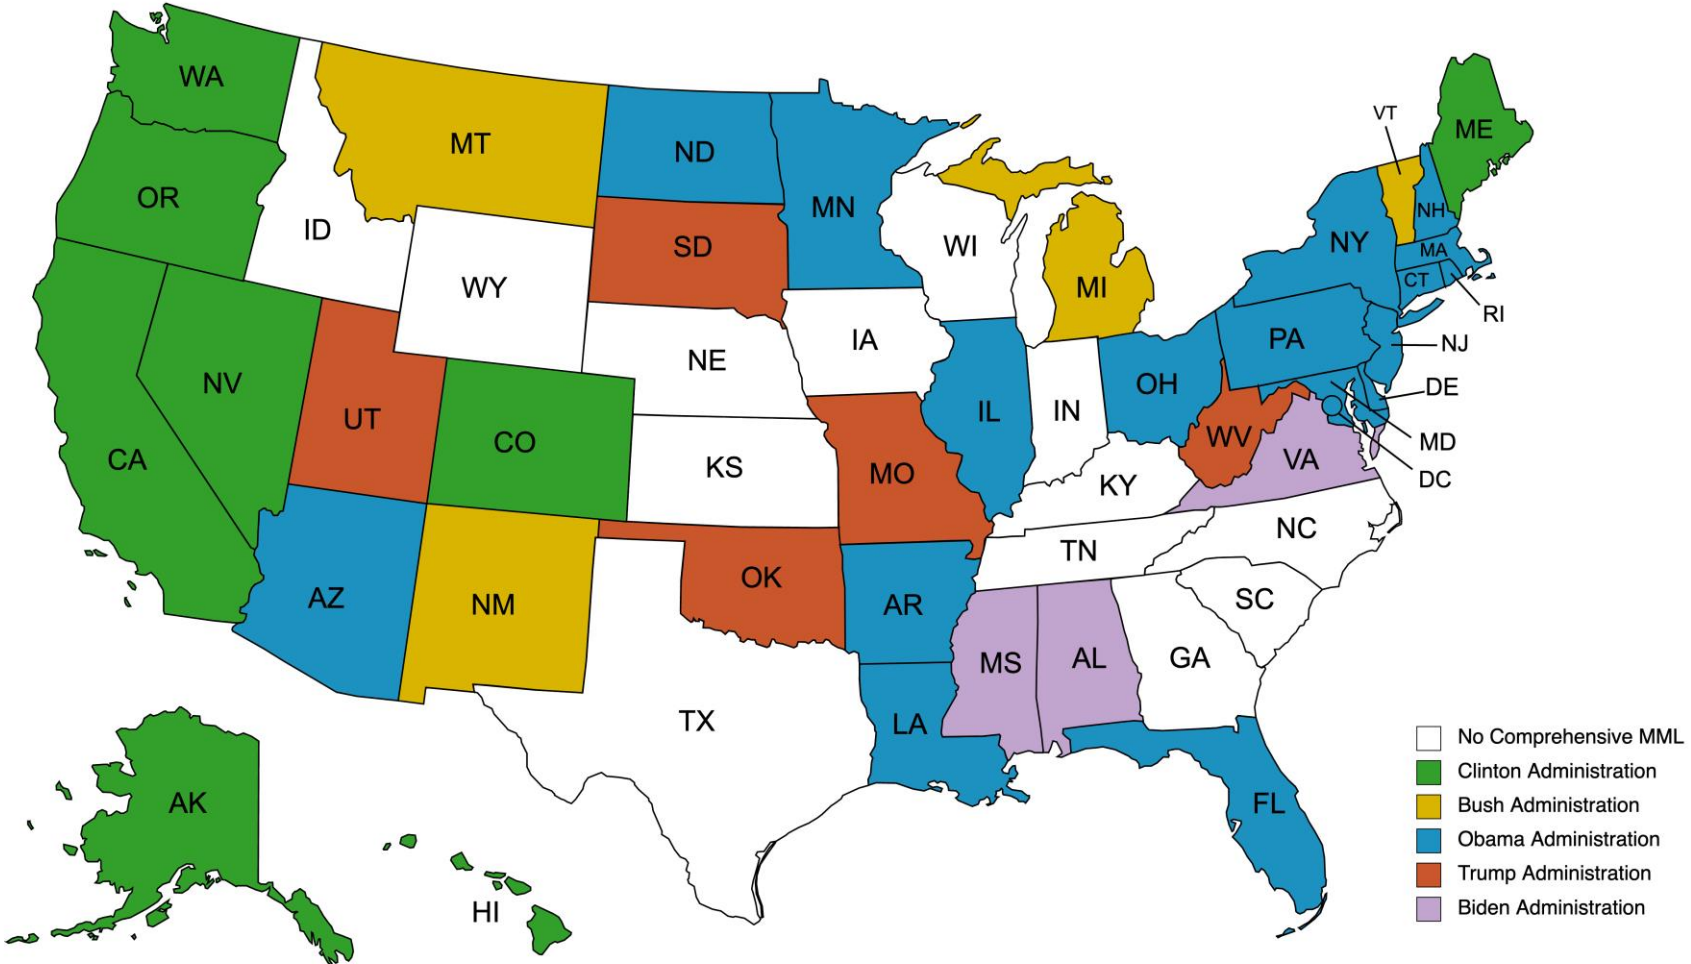 WA
MT
ND
MN
VT
ME
OR
ID
SD
WI
NH
NY
MA
WY
MI
CT
RI
NE
IA
PA
NJ
NV
UT
CO
IL
IN
OH
DE
CA
KS
MO
WV
MD
VA
DC
KY
NC
TN
AZ
NM
OK
AR
SC
MS
AL
GA
TX
LA
AK
FL
HI
No Comprehensive MML
Clinton Administration
Bush Administration
Obama Administration
Trump Administration
Biden Administration